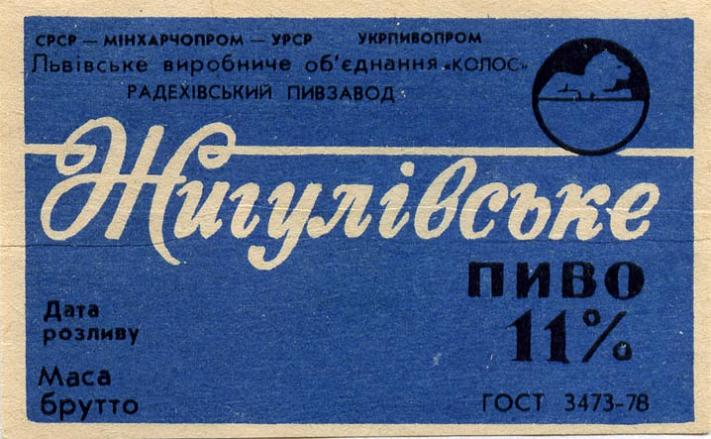 СРСР — МІНХАРЧОПРОМ — УРСР УКРПИВОПРОМ
Львівське виробниче об'єднання „КОЛОС"
РАДЕХІВСЬКИЙ ПИВЗАВОД
Жигулівське
ПИВО
11%
Дата
розливу
Маса
брутто
ГОСТ 3473-78